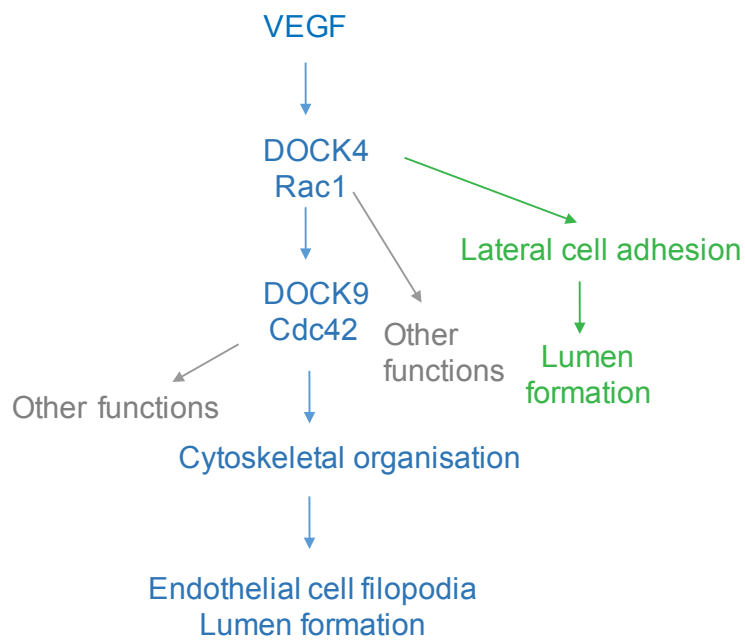 VEGF
DOCK4
Rac1
Lateral cell adhesion
DOCK9
Cdc42
Other
functions
Lumen
formation
Other functions
Cytoskeletal organisation
Endothelial cell filopodia
Lumen formation